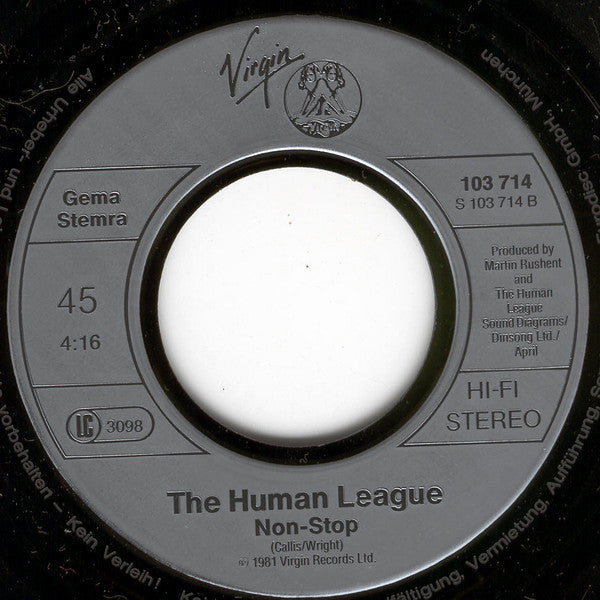 Virgin
Virgin
Gema
Stemra
103 714
S 103 714 B
45
4:16
Produced by
Martin Rushent
and
The Human
League
Sound Diagrams/
Dinsong Ltd./
April
LC 3098
HI-FI
STEREO
The Human League
Non-Stop
(Callis/Wright)
℗ 1981 Virgin Records Ltd.
Alle Urheber- und
vorbehalten – Kein Verleih!
Vermietung, Aufführung,
GmbH, München